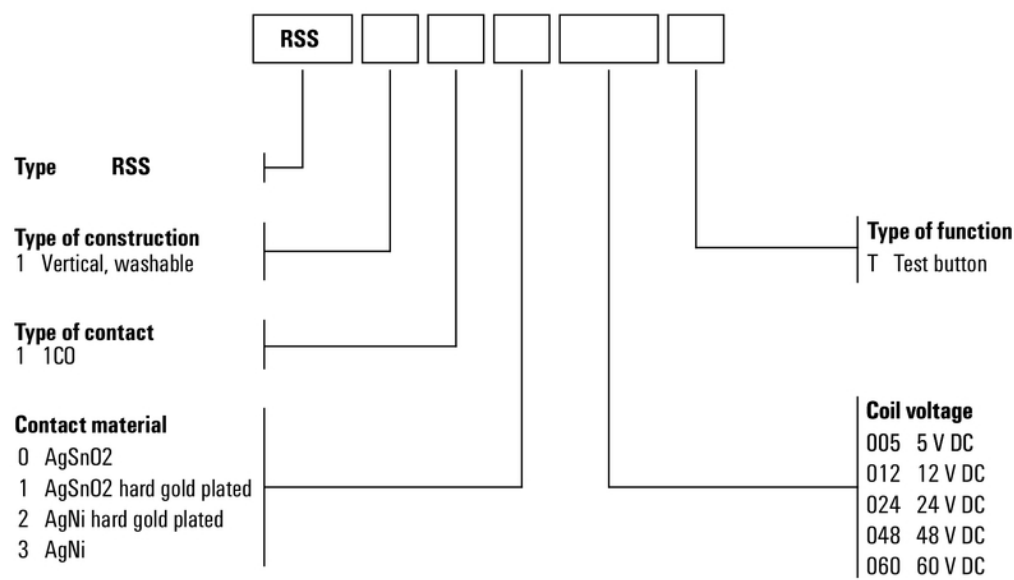 RSS
Type RSS
Type of construction
1 Vertical, washable
Type of contact
1 1CO
Contact material
0 AgSnO2
1 AgSnO2 hard gold plated
2 AgNi hard gold plated
3 AgNi
Type of function
T Test button
Coil voltage
005 5 V DC
012 12 V DC
024 24 V DC
048 48 V DC
060 60 V DC